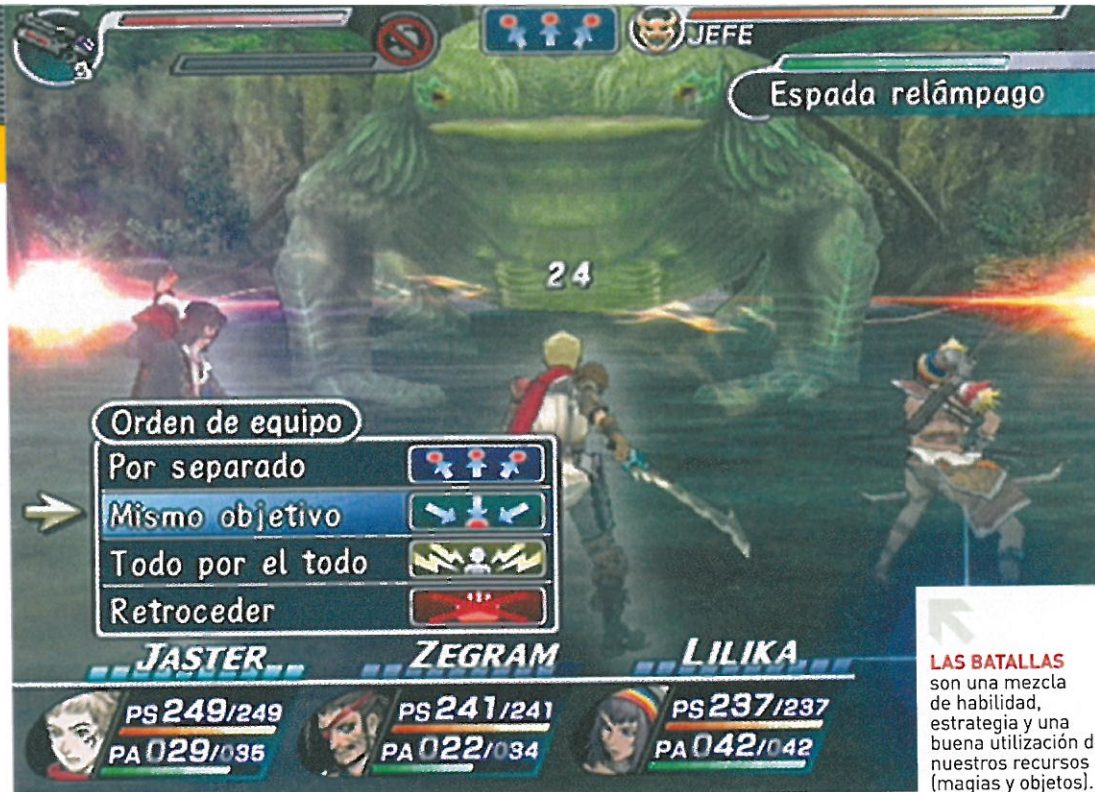 JEFE
Espada relámpago
24
Orden de equipo
Por separado
Mismo objetivo
Todo por el todo
Retroceder
JASTER
PS 249/249
PA 029/035
ZEGRAM
PS 241/241
PA 022/034
LILIKA
PS 237/237
PA 042/042
LAS BATALLAS
son una mezcla
de habilidad,
estrategia y una
buena utilización d
nuestros recursos
(magias y objetos).